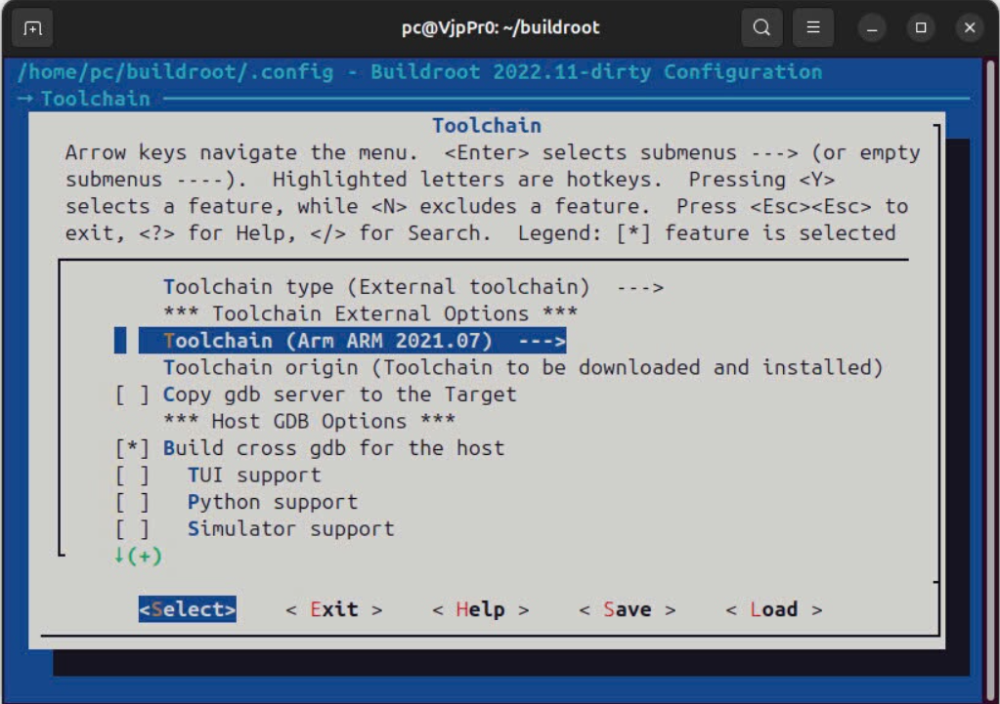 pc@VjpPr0: ~/buildroot
/home/pc/buildroot/.config - Buildroot 2022.11-dirty Configuration
→ Toolchain
Toolchain
Arrow keys navigate the menu.  <Enter> selects submenus ---> (or empty
submenus ----).  Highlighted letters are hotkeys.  Pressing <Y>
selects a feature, while <N> excludes a feature.  Press <Esc><Esc> to
exit, <?> for Help, </> for Search.  Legend: [*] feature is selected
Toolchain type (External toolchain)  --->
*** Toolchain External Options ***
Toolchain (Arm ARM 2021.07)  --->
Toolchain origin (Toolchain to be downloaded and installed)
[ ] Copy gdb server to the Target
*** Host GDB Options ***
[*] Build cross gdb for the host
[ ]   TUI support
[ ]   Python support
[ ]   Simulator support
↓(+)
<Select>    < Exit >    < Help >    < Save >    < Load >